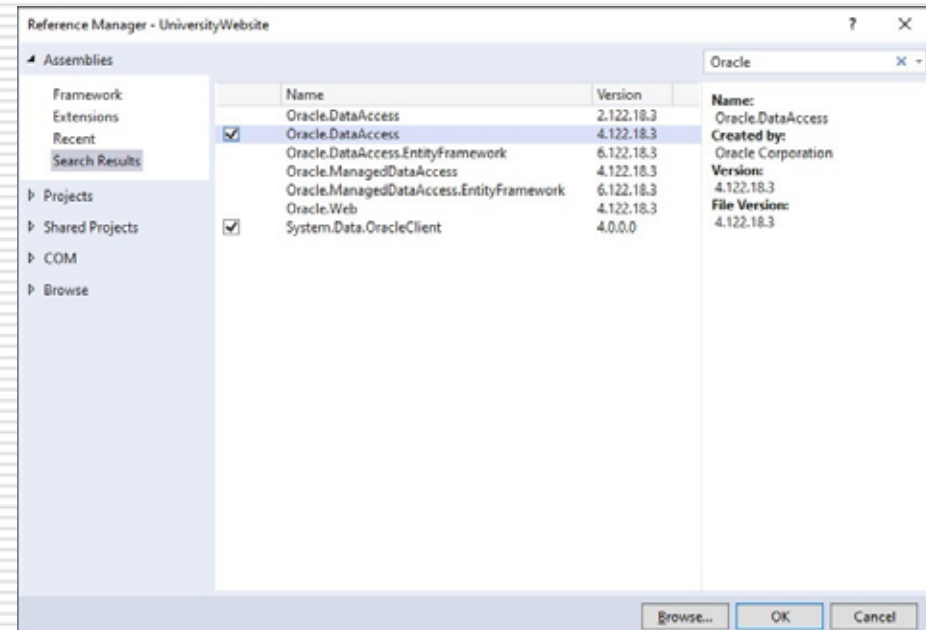 Reference Manager - UniversityWebsite ? ×
Assemblies
Oracle
Framework
Extensions
Recent
Search Results
Projects
Shared Projects
COM
Browse
Name Version
Oracle.DataAccess 2.122.18.3
Oracle.DataAccess 4.122.18.3
Oracle.DataAccess.EntityFramework 6.122.18.3
Oracle.ManagedDataAccess 4.122.18.3
Oracle.ManagedDataAccess.EntityFramework 6.122.18.3
Oracle.Web 4.122.18.3
System.Data.OracleClient 4.0.0.0
Name:
Oracle.DataAccess
Created by:
Oracle Corporation
Version:
4.122.18.3
File Version:
4.122.18.3
Browse... OK Cancel